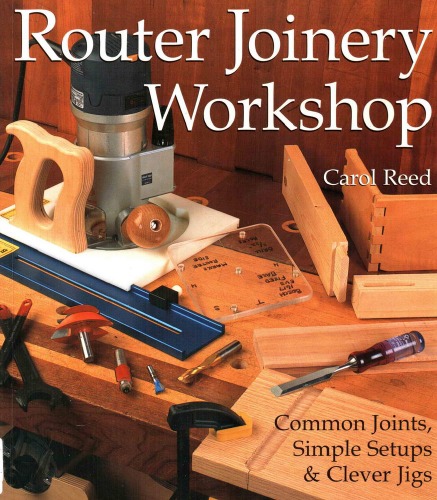 Router Joinery
Workshop
Carol Reed
Common Joints,
Simple Setups
& Clever Jigs